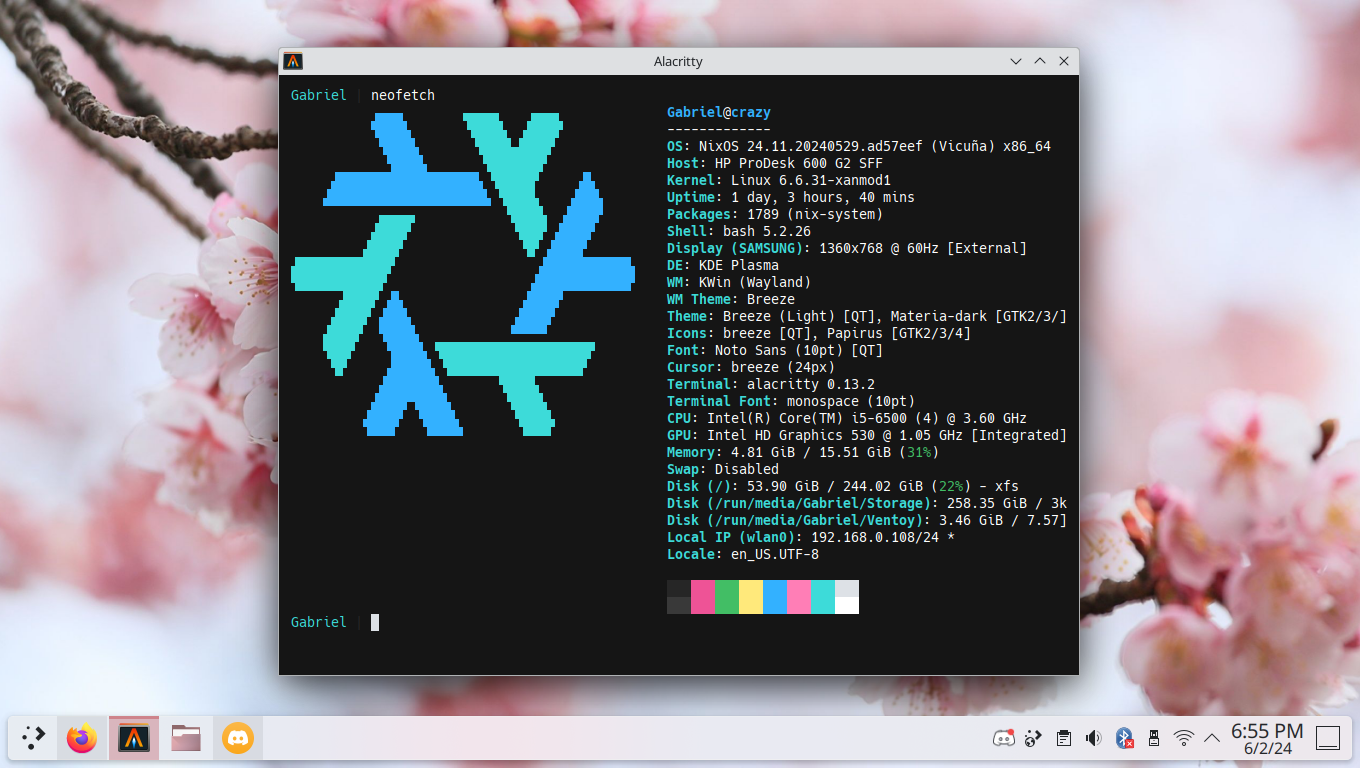 Alacritty
Gabriel | neofetch
Gabriel@crazy
-------------
OS: NixOS 24.11.20240529.ad57eef (Vicuña) x86_64
Host: HP ProDesk 600 G2 SFF
Kernel: Linux 6.6.31-xanmod1
Uptime: 1 day, 3 hours, 40 mins
Packages: 1789 (nix-system)
Shell: bash 5.2.26
Display (SAMSUNG): 1360x768 @ 60Hz [External]
DE: KDE Plasma
WM: KWin (Wayland)
WM Theme: Breeze
Theme: Breeze (Light) [QT], Materia-dark [GTK2/3/]
Icons: breeze [QT], Papirus [GTK2/3/4]
Font: Noto Sans (10pt) [QT]
Cursor: breeze (24px)
Terminal: alacritty 0.13.2
Terminal Font: monospace (10pt)
CPU: Intel(R) Core(TM) i5-6500 (4) @ 3.60 GHz
GPU: Intel HD Graphics 530 @ 1.05 GHz [Integrated]
Memory: 4.81 GiB / 15.51 GiB (31%)
Swap: Disabled
Disk (/): 53.90 GiB / 244.02 GiB (22%) - xfs
Disk (/run/media/Gabriel/Storage): 258.35 GiB / 3k
Disk (/run/media/Gabriel/Ventoy): 3.46 GiB / 7.57]
Local IP (wlan0): 192.168.0.108/24 *
Locale: en_US.UTF-8
Gabriel |
6:55 PM
6/2/24